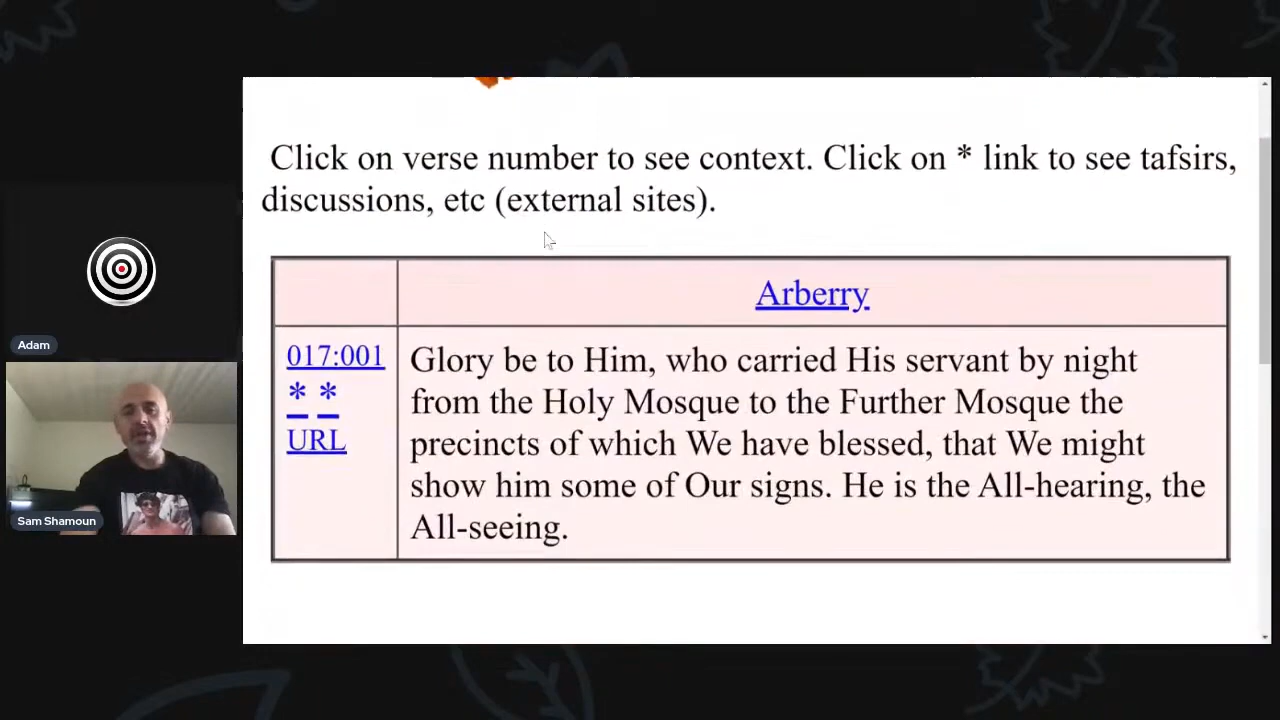 Click on verse number to see context. Click on * link to see tafsirs,
discussions, etc (external sites).
Arberry
017:001
* *
URL
Glory be to Him, who carried His servant by night
from the Holy Mosque to the Further Mosque the
precincts of which We have blessed, that We might
show him some of Our signs. He is the All-hearing, the
All-seeing.
Adam
Sam Shamoun